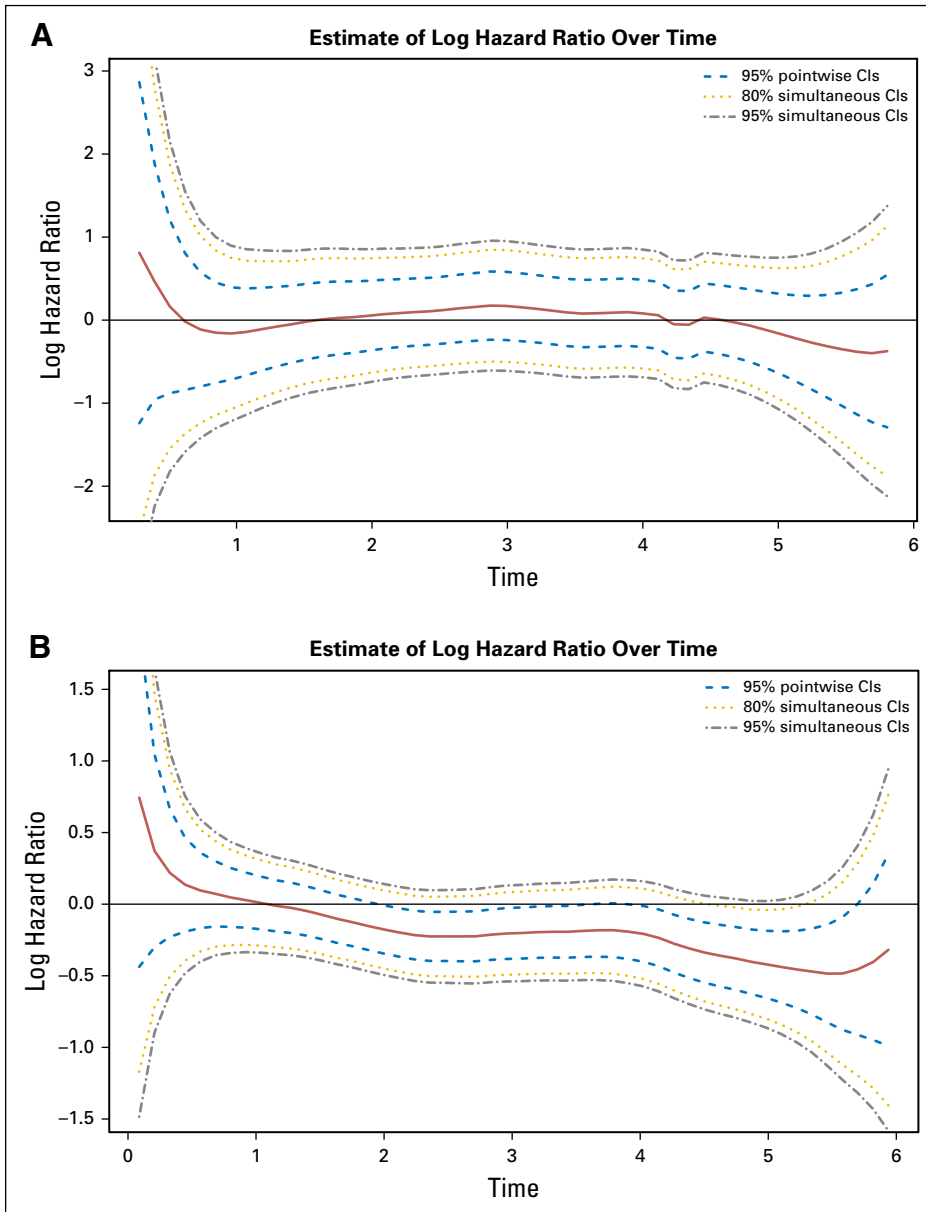 A
Estimate of Log Hazard Ratio Over Time
95% pointwise CIs
80% simultaneous CIs
95% simultaneous CIs
Log Hazard Ratio
3
2
1
0
−1
−2
1
2
3
4
5
6
Time
B
Estimate of Log Hazard Ratio Over Time
95% pointwise CIs
80% simultaneous CIs
95% simultaneous CIs
Log Hazard Ratio
1.5
1.0
0.5
0.0
−0.5
−1.0
−1.5
0
1
2
3
4
5
6
Time